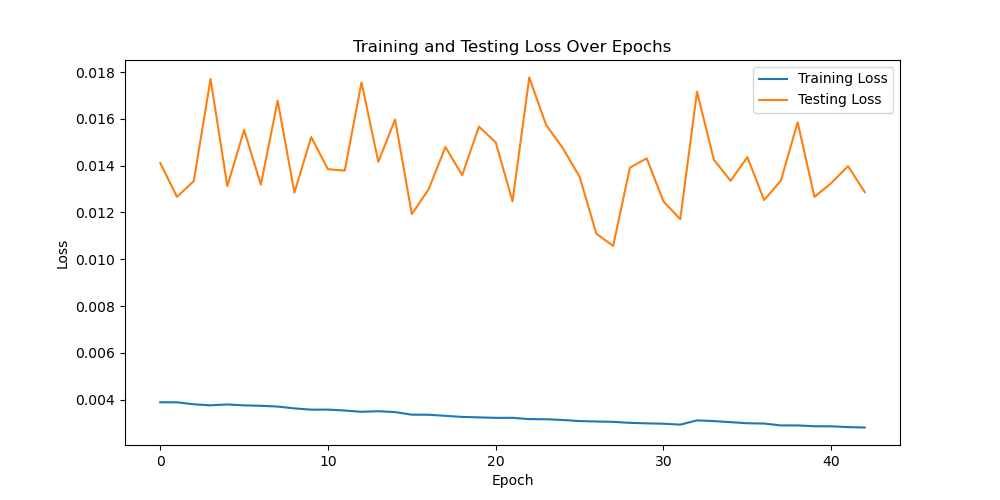 Training and Testing Loss Over Epochs
Training Loss
Testing Loss
0.018
0.016
0.014
0.012
0.010
0.008
0.006
0.004
Loss
0 10 20 30 40
Epoch